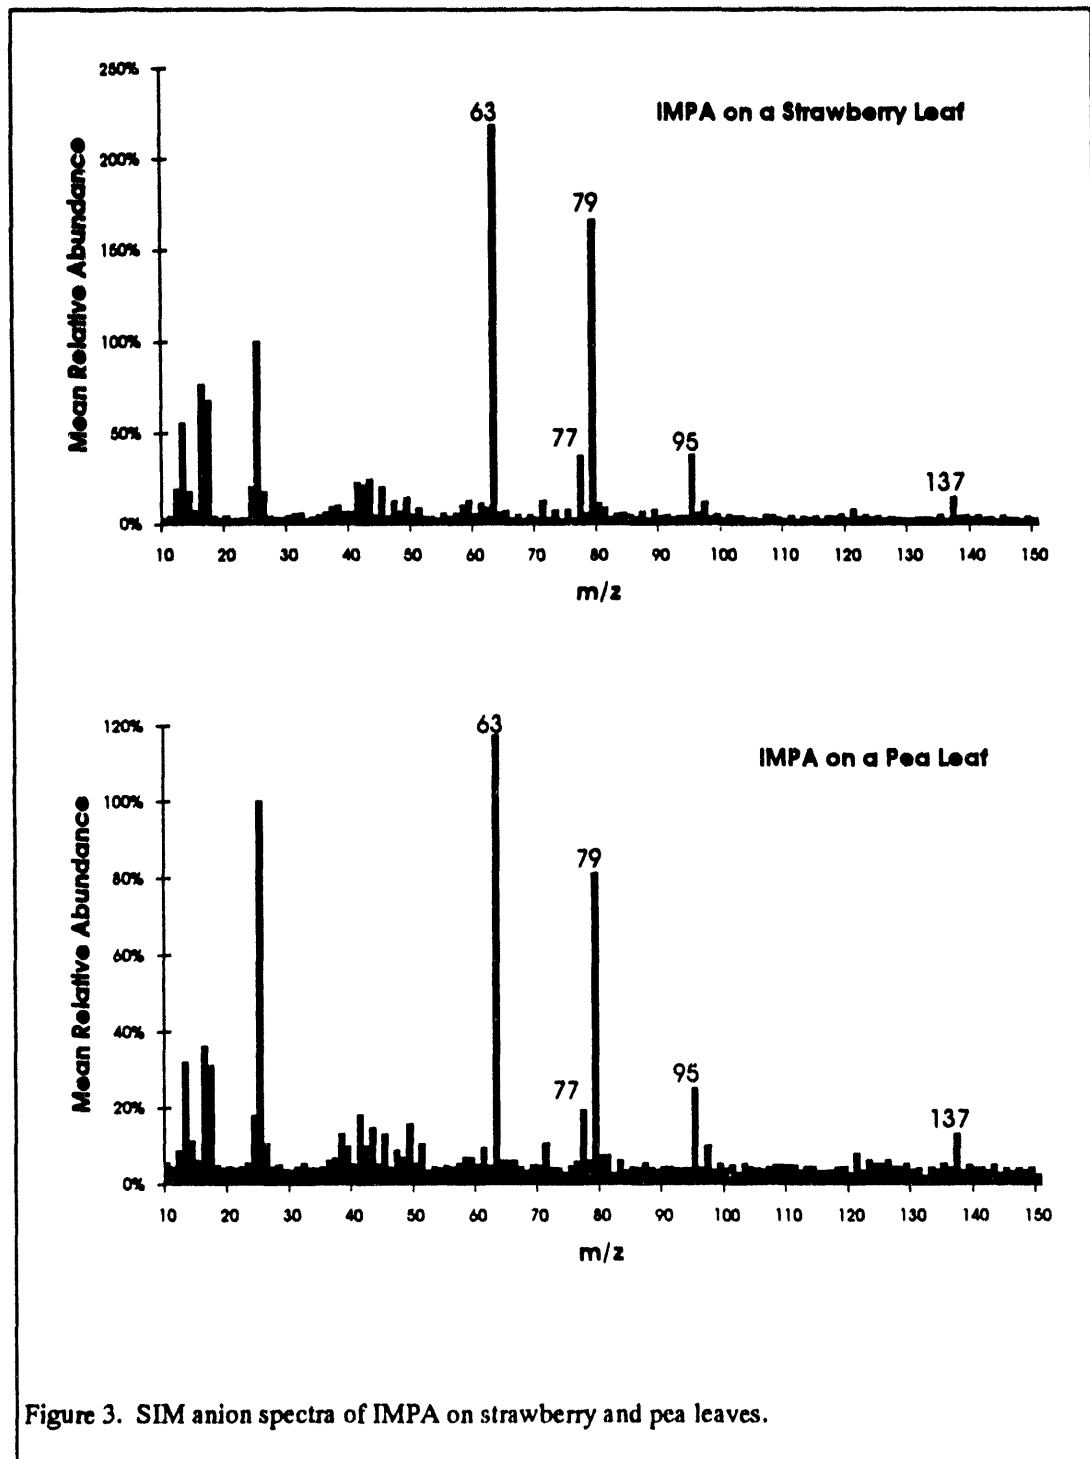 IMPA on a Strawberry Leaf
Mean Relative Abundance
250%
200%
150%
100%
50%
0%
63
79
77
95
137
10 20 30 40 50 60 70 80 90 100 110 120 130 140 150
m/z
IMPA on a Pea Leaf
Mean Relative Abundance
120%
100%
80%
60%
40%
20%
0%
63
79
77
95
137
10 20 30 40 50 60 70 80 90 100 110 120 130 140 150
m/z
Figure 3. SIM anion spectra of IMPA on strawberry and pea leaves.